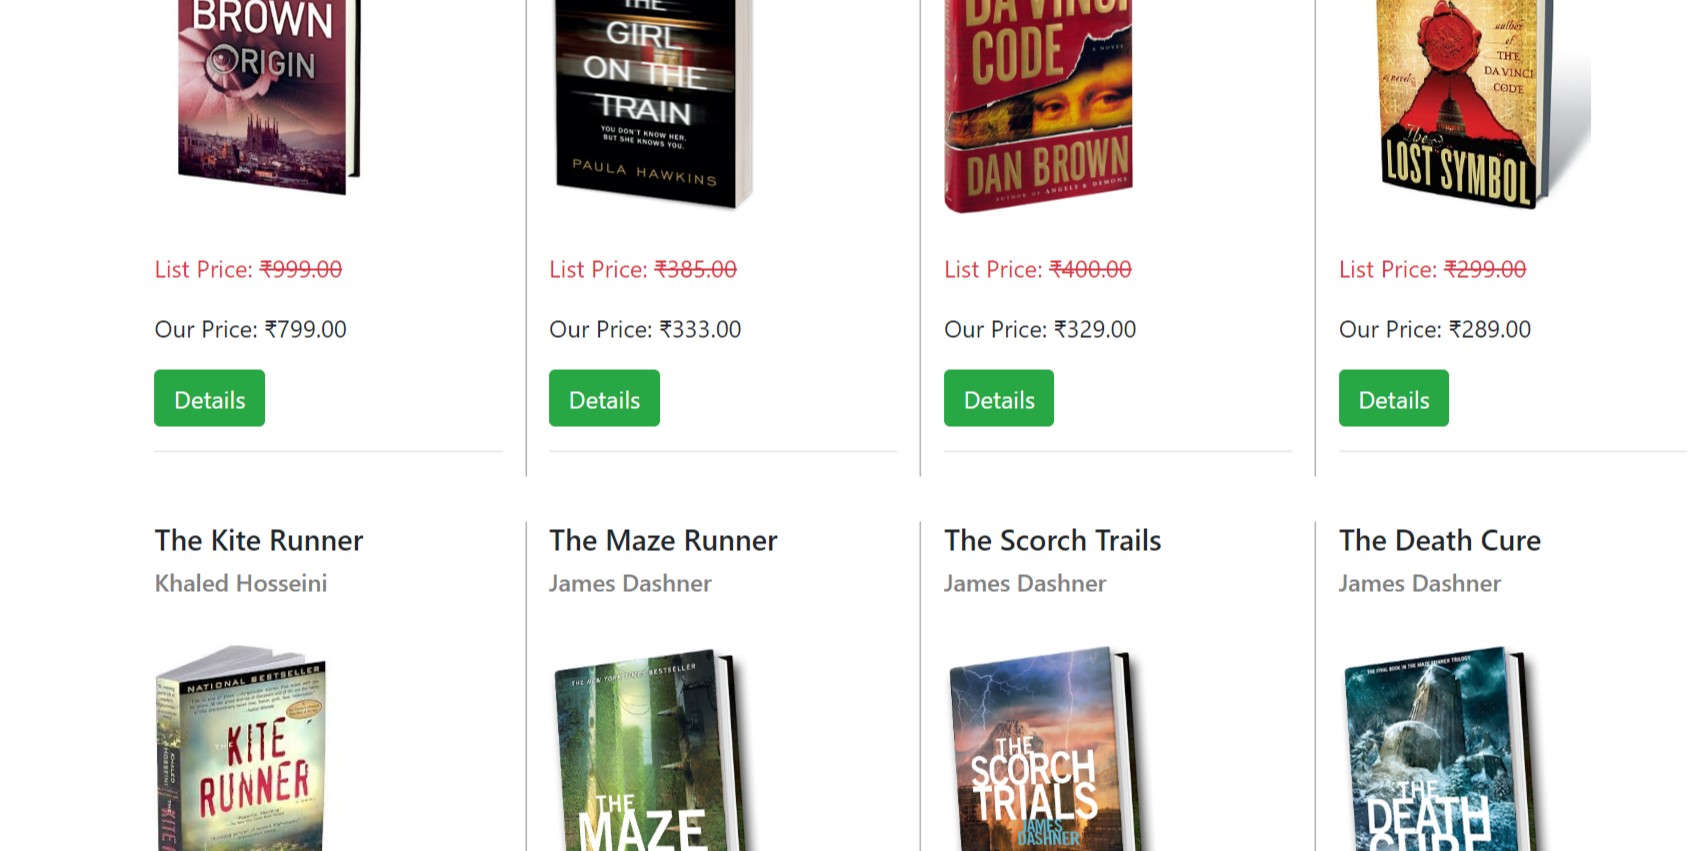 BROWN
ORIGIN
THE
GIRL
ON THE
TRAIN
YOU DON'T KNOW HER.
BUT SHE KNOWS YOU.
PAULA HAWKINS
DA VINCI
CODE
A NOVEL
DAN BROWN
AUTHOR OF ANGELS & DEMONS
author
of
THE
DA VINCI
CODE
a novel
The
LOST SYMBOL
List Price: ₹999.00
List Price: ₹385.00
List Price: ₹400.00
List Price: ₹299.00
Our Price: ₹799.00
Our Price: ₹333.00
Our Price: ₹329.00
Our Price: ₹289.00
Details
Details
Details
Details
The Kite Runner
The Maze Runner
The Scorch Trails
The Death Cure
Khaled Hosseini
James Dashner
James Dashner
James Dashner
NATIONAL BESTSELLER
THE
KITE
RUNNER
KHALED
HOSSEINI
THE
KITE
THE NEW YORK TIMES BESTSELLER
THE
MAZE
THE
SCORCH
TRIALS
JAMES
DASHNER
THE FINAL BOOK IN THE MAZE RUNNER TRILOGY
THE
DEATH
CURE